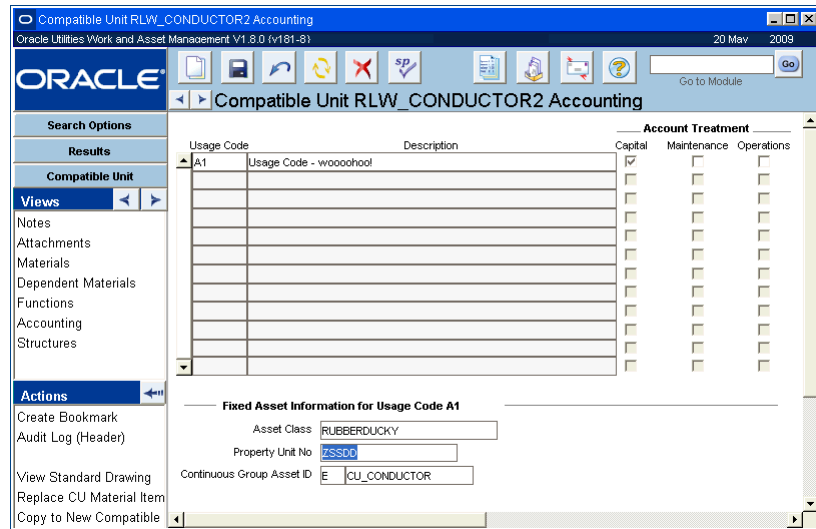 Compatible Unit RLW_CONDUCTOR2 Accounting
Oracle Utilities Work and Asset Management V1.8.0 (v181-8) 20 May 2009
ORACLE
sp
Go
Go to Module
Compatible Unit RLW_CONDUCTOR2 Accounting
Search Options
Results
Compatible Unit
Views
Notes
Attachments
Materials
Dependent Materials
Functions
Accounting
Structures
Actions
Create Bookmark
Audit Log (Header)
View Standard Drawing
Replace CU Material Item
Copy to New Compatible
Account Treatment
Usage Code Description Capital Maintenance Operations
A1 Usage Code - woooohoo!
Fixed Asset Information for Usage Code A1
Asset Class RUBBERDUCKY
Property Unit No ZSSDD
Continuous Group Asset ID E CU_CONDUCTOR